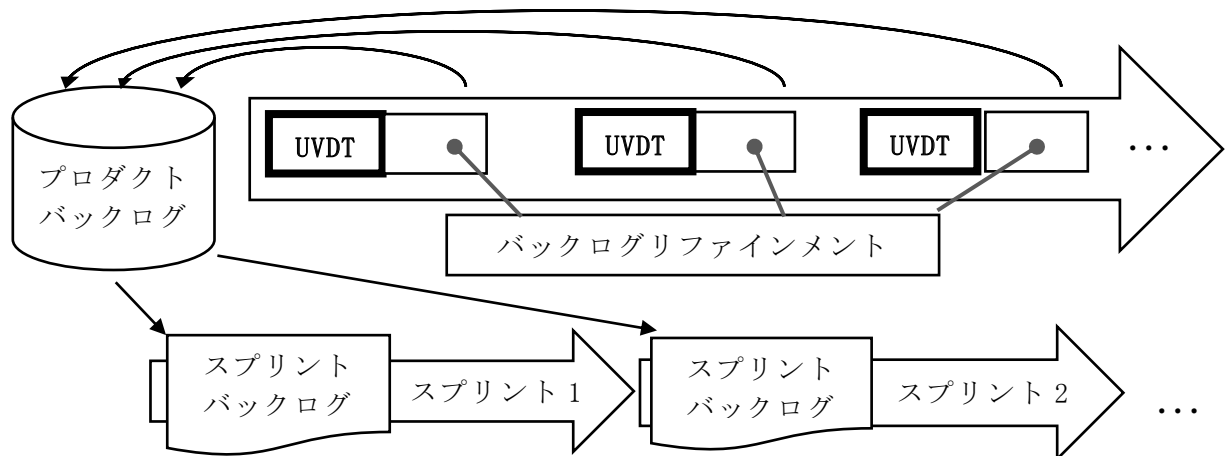 UVDT
UVDT
UVDT
…
プロダクト
バックログ
バックログリファインメント
スプリント
バックログ
スプリント1
スプリント
バックログ
スプリント2
…